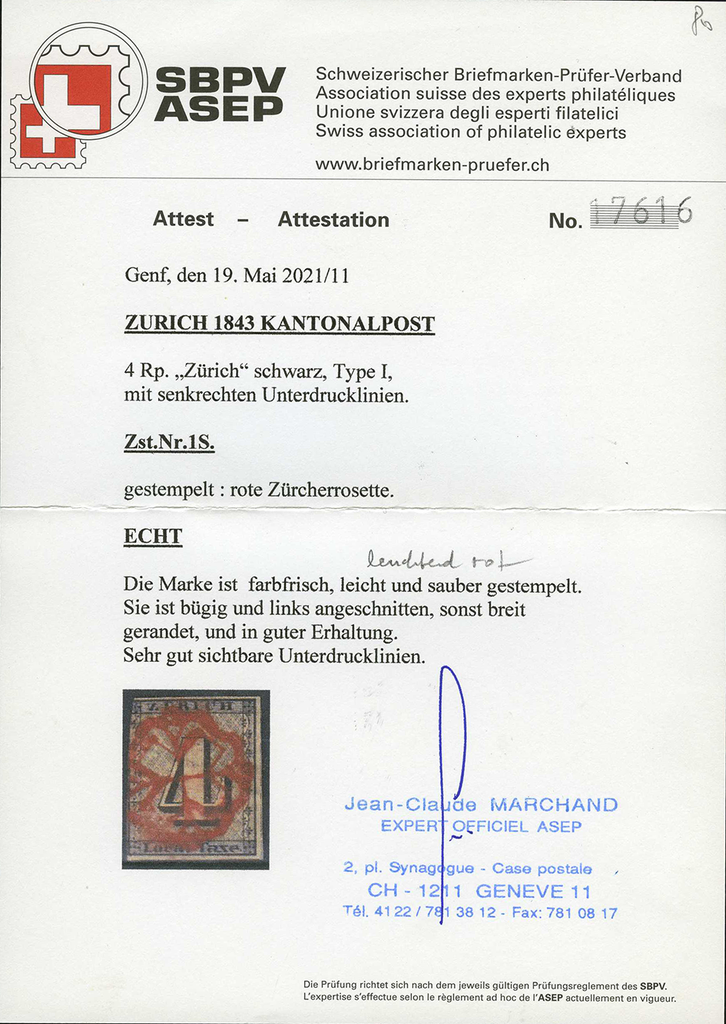 80
SBPV
ASEP
Schweizerischer Briefmarken-Prüfer-Verband
Association suisse des experts philatéliques
Unione svizzera degli esperti filatelici
Swiss association of philatelic experts
www.briefmarken-pruefer.ch
Attest – Attestation No. 17616
Genf, den 19. Mai 2021/11
ZURICH 1843 KANTONALPOST
4 Rp. „Zürich“ schwarz, Type I,
mit senkrechten Unterdrucklinien.
Zst.Nr.1S.
gestempelt : rote Zürcherrosette.
ECHT
leuchtend rot
Die Marke ist farbfrisch, leicht und sauber gestempelt.
Sie ist bügig und links angeschnitten, sonst breit
gerandet, und in guter Erhaltung.
Sehr gut sichtbare Unterdrucklinien.
ZÜRICH
4
Local-Taxe.
Jean-Claude MARCHAND
EXPERT OFFICIEL ASEP
2, pl. Synagogue - Case postale
CH - 1211 GENEVE 11
Tél. 41 22 / 781 38 12 - Fax: 781 08 17
Die Prüfung richtet sich nach dem jeweils gültigen Prüfungsreglement des SBPV.
L'expertise s'effectue selon le règlement ad hoc de l'ASEP actuellement en vigueur.